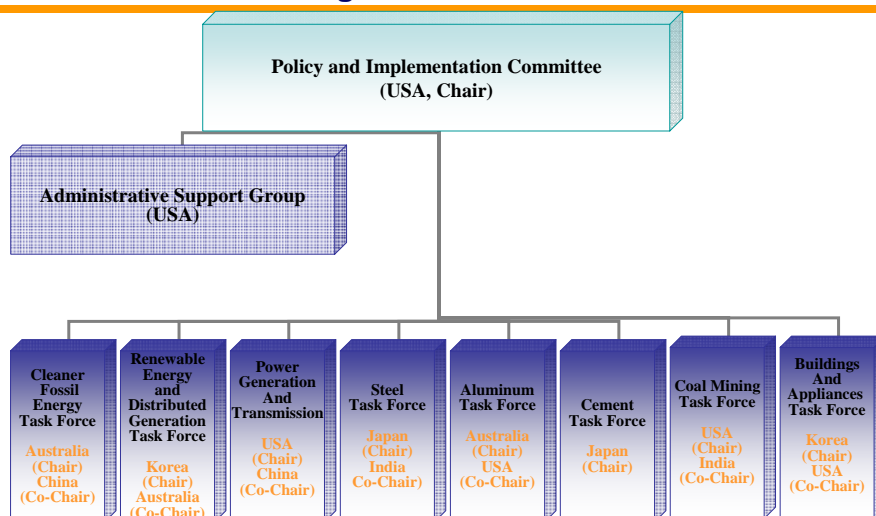 Policy and Implementation Committee
(USA, Chair)
Administrative Support Group
(USA)
Cleaner
Fossil
Energy
Task Force
Australia
(Chair)
China
(Co-Chair)
Renewable
Energy
and
Distributed
Generation
Task Force
Korea
(Chair)
Australia
(Co-Chair)
Power
Generation
And
Transmission
USA
(Chair)
China
(Co-Chair)
Steel
Task Force
Japan
(Chair)
India
Co-Chair)
Aluminum
Task Force
Australia
(Chair)
USA
(Co-Chair)
Cement
Task Force
Japan
(Chair)
Coal Mining
Task Force
USA
(Chair)
India
(Co-Chair)
Buildings
And
Appliances
Task Force
Korea
(Chair)
USA
(Co-Chair)